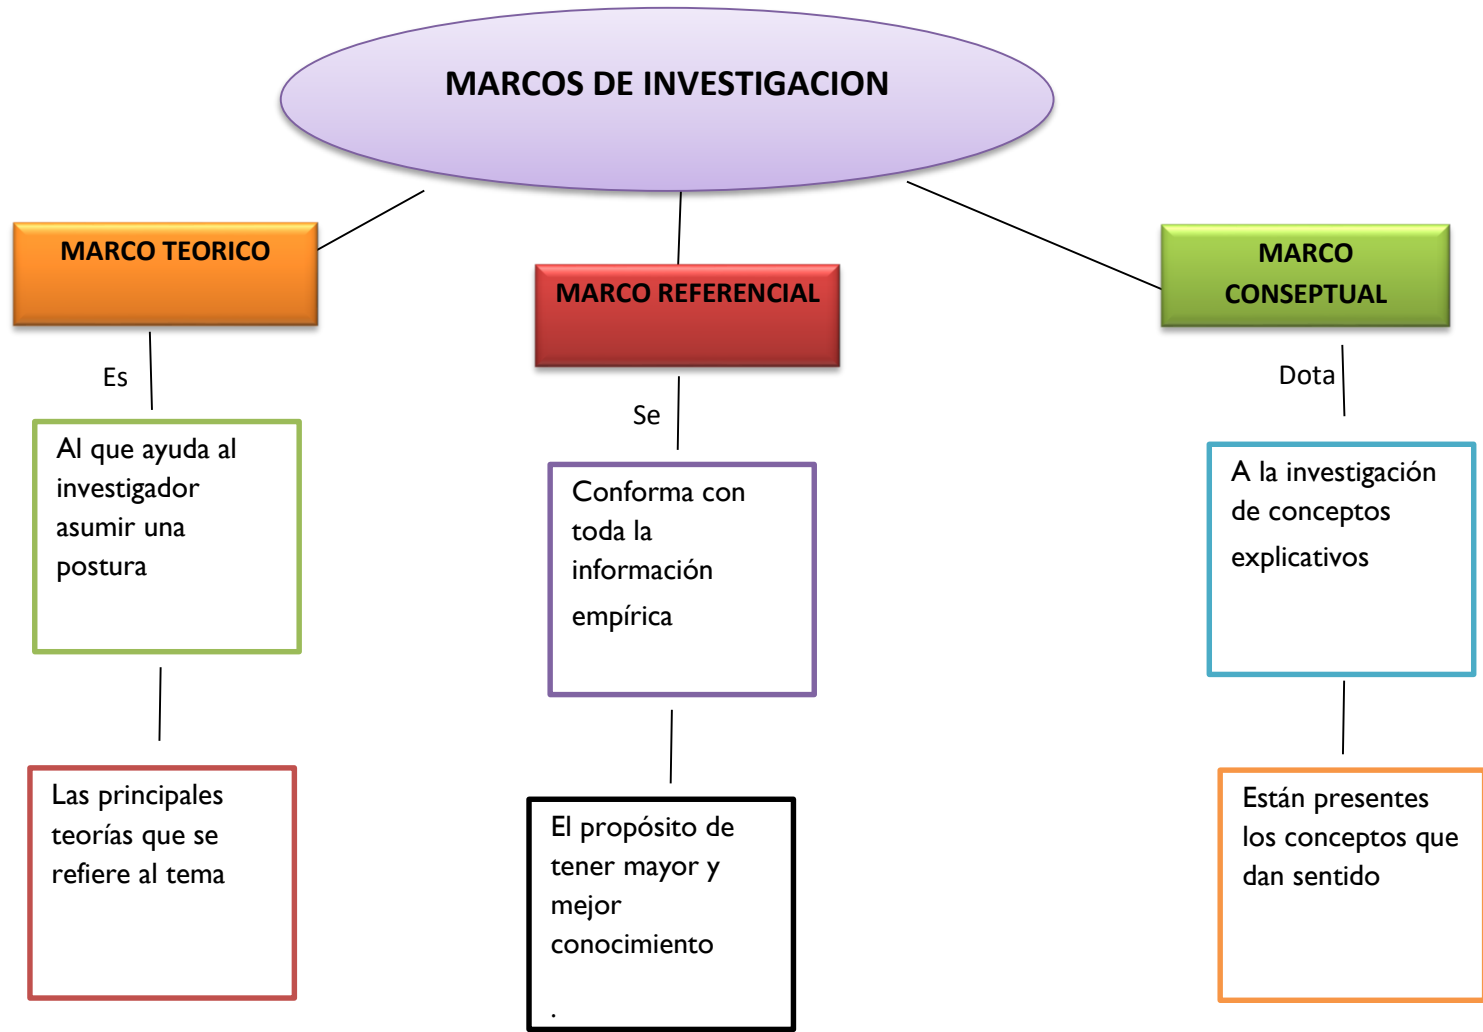 MARCOS DE INVESTIGACION
MARCO TEORICO
Es
Al que ayuda al
investigador
asumir una
postura
Las principales
teorías que se
refiere al tema
MARCO REFERENCIAL
Se
Conforma con
toda la
información
empírica
El propósito de
tener mayor y
mejor
conocimiento
.
MARCO
CONSEPTUAL
Dota
A la investigación
de conceptos
explicativos
Están presentes
los conceptos que
dan sentido